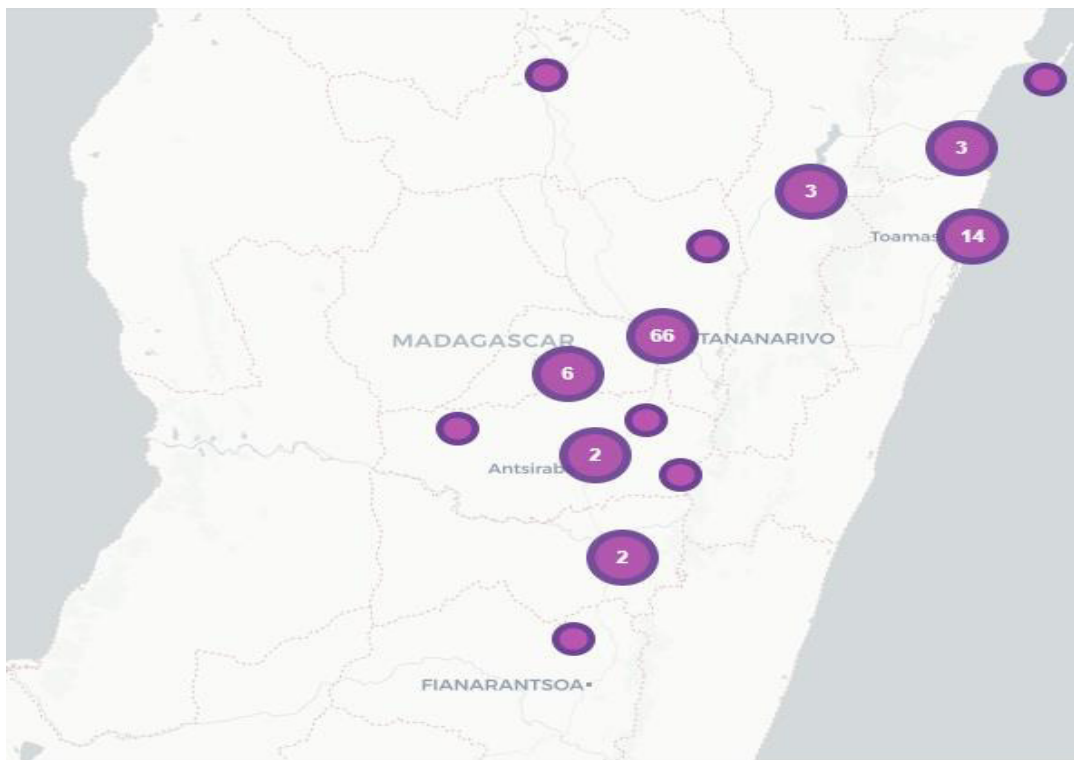 3
3
Toamas
14
MADAGASCAR
66
TANANARIVO
6
Antsirab
2
2
FIANARANTSOA